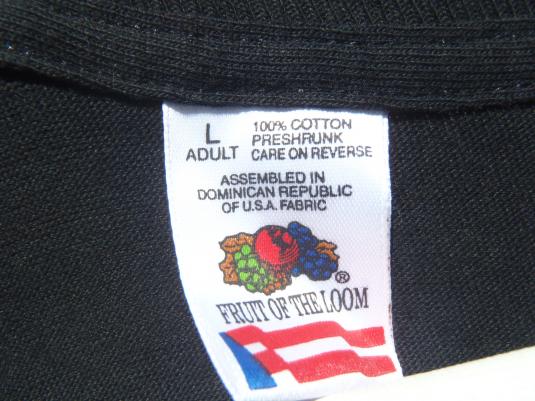 L 100% COTTON
PRESHRUNK
ADULT CARE ON REVERSE
ASSEMBLED IN
DOMINICAN REPUBLIC
OF U.S.A. FABRIC
®
FRUIT OF THE LOOM